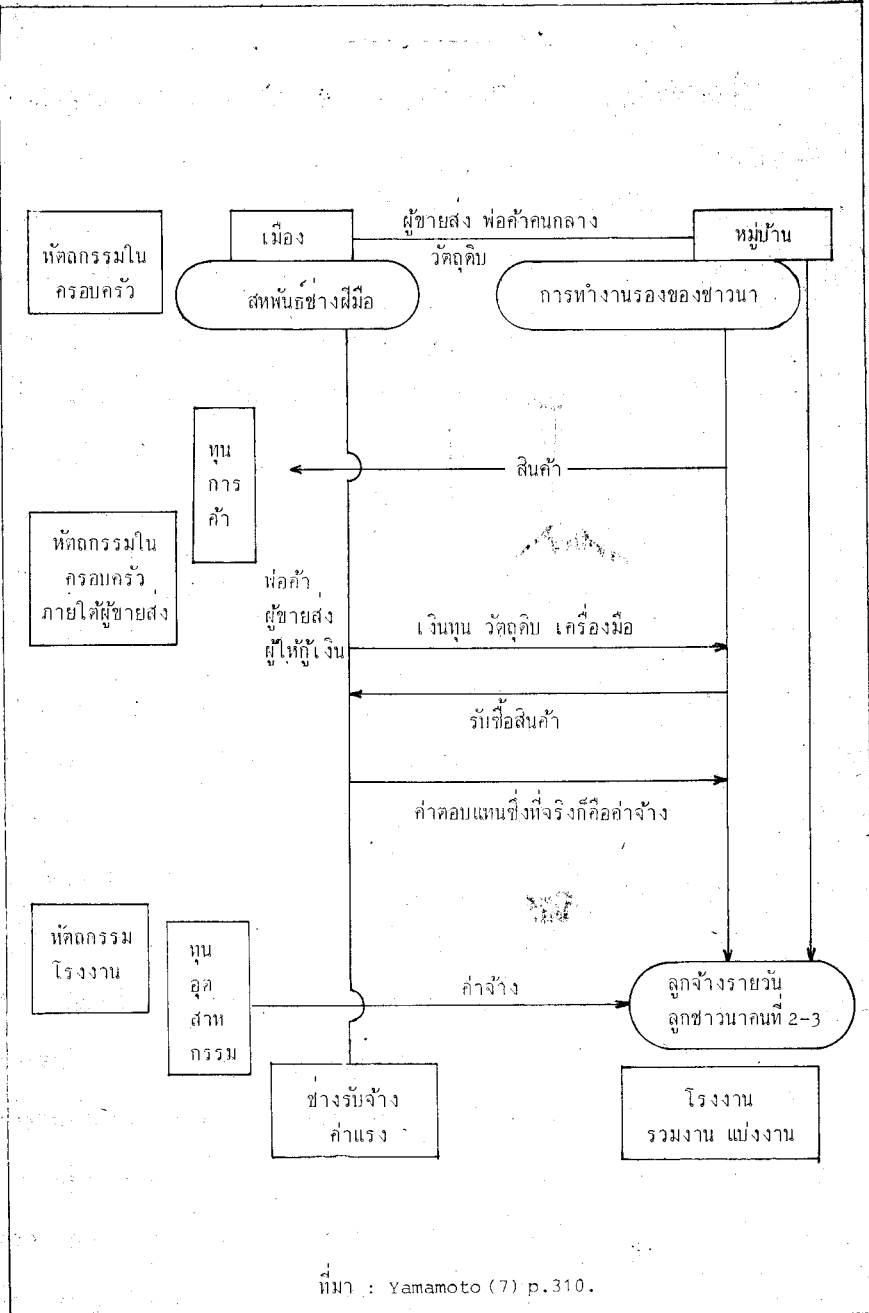 หัตถกรรมใน
ครอบครัว
เมือง
ผู้ขายส่ง พ่อค้าคนกลาง
วัตถุดิบ
หมู่บ้าน
สหพันธ์ช่างฝีมือ
การทำงานรองของชาวนา
ทุน
การ
ค้า
สินค้า
หัตถกรรมใน
ครอบครัว
ภายใต้ผู้ขายส่ง
พ่อค้า
ผู้ขายส่ง
ผู้ให้กู้เงิน
เงินทุน วัตถุดิบ เครื่องมือ
รับซื้อสินค้า
ค่าตอบแทนซึ่งที่จริงก็คือค่าจ้าง
หัตถกรรม
โรงงาน
ทุน
อุต
สาห
กรรม
ค่าจ้าง
ลูกจ้างรายวัน
ลูกชาวนาคนที่ 2-3
ช่างรับจ้าง
ค่าแรง
โรงงาน
รวมงาน แบ่งงาน
ที่มา : Yamamoto (7) p.310.